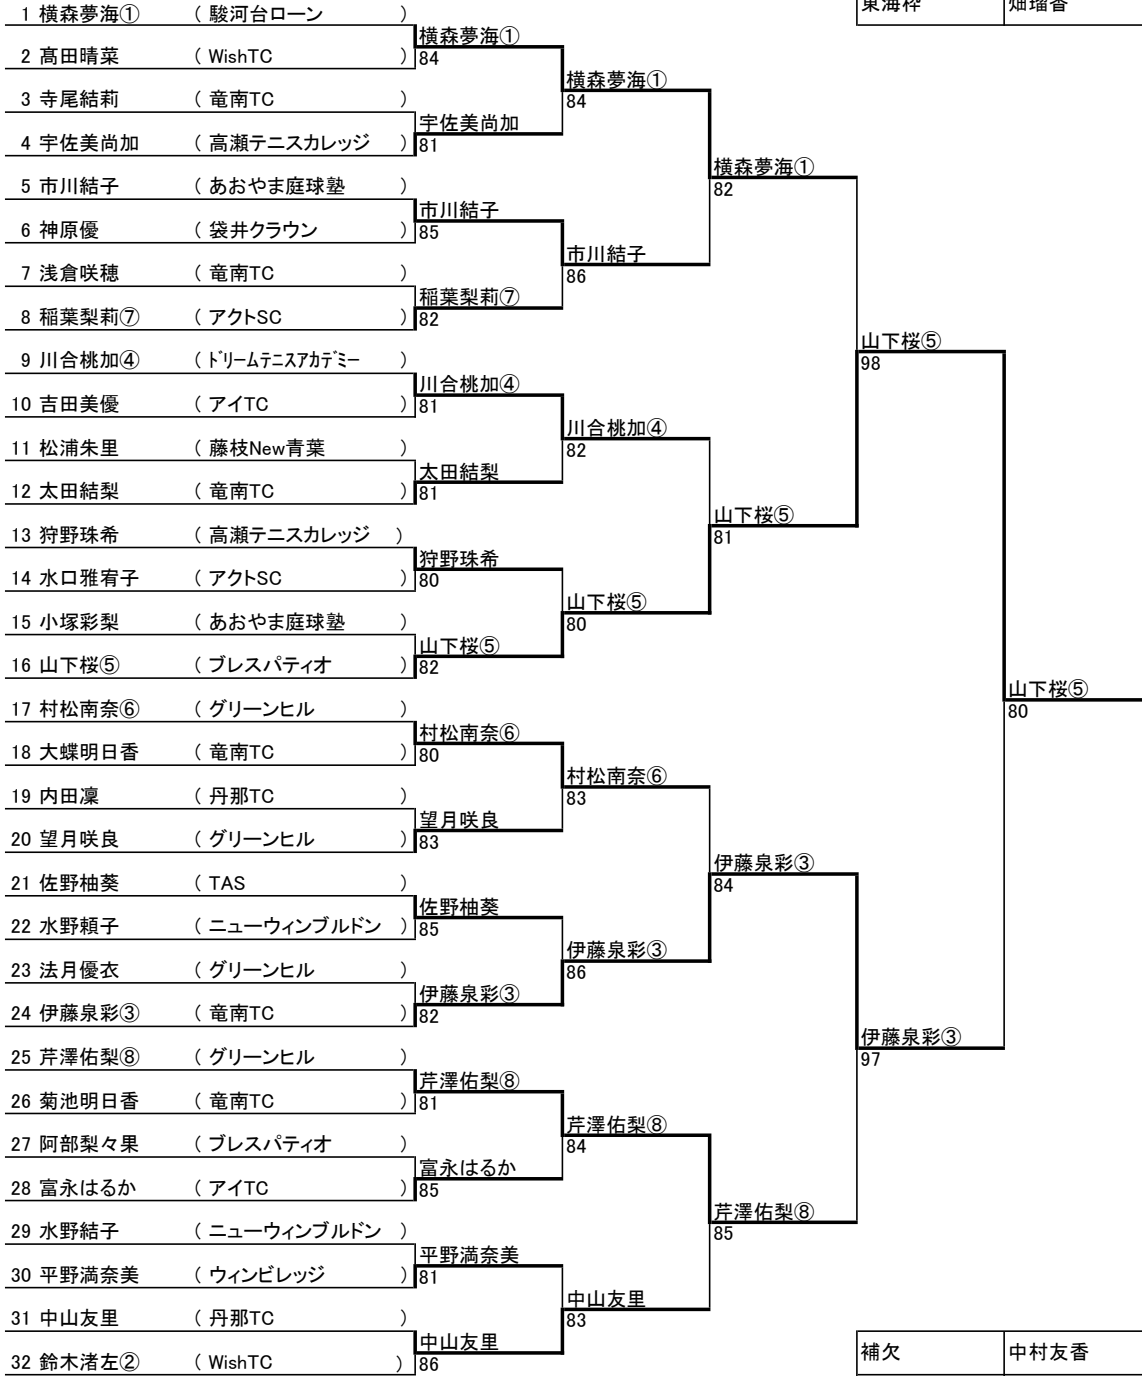 東海枠 畑瑠香
1 横森夢海① ( 駿河台ローン )
横森夢海①
2 髙田晴菜 ( WishTC ) 84
横森夢海①
3 寺尾結莉 ( 竜南TC ) 84
宇佐美尚加
4 宇佐美尚加 ( 高瀬テニスカレッジ ) 81
横森夢海①
5 市川結子 ( あおやま庭球塾 ) 82
市川結子
6 神原優 ( 袋井クラウン ) 85
市川結子
7 浅倉咲穂 ( 竜南TC ) 86
稲葉梨莉⑦
8 稲葉梨莉⑦ ( アクトSC ) 82
山下桜⑤
9 川合桃加④ ( ドリームテニスアカデミー ) 98
川合桃加④
10 吉田美優 ( アイTC ) 81
川合桃加④
11 松浦朱里 ( 藤枝New青葉 ) 82
太田結梨
12 太田結梨 ( 竜南TC ) 81
山下桜⑤
13 狩野珠希 ( 高瀬テニスカレッジ ) 81
狩野珠希
14 水口雅宥子 ( アクトSC ) 80
山下桜⑤
15 小塚彩梨 ( あおやま庭球塾 ) 80
山下桜⑤
16 山下桜⑤ ( ブレスパティオ ) 82
山下桜⑤
17 村松南奈⑥ ( グリーンヒル ) 80
村松南奈⑥
18 大蝶明日香 ( 竜南TC ) 80
村松南奈⑥
19 内田凜 ( 丹那TC ) 83
望月咲良
20 望月咲良 ( グリーンヒル ) 83
伊藤泉彩③
21 佐野柚葵 ( TAS ) 84
佐野柚葵
22 水野頼子 ( ニューウィンブルドン ) 85
伊藤泉彩③
23 法月優衣 ( グリーンヒル ) 86
伊藤泉彩③
24 伊藤泉彩③ ( 竜南TC ) 82
伊藤泉彩③
25 芹澤佑梨⑧ ( グリーンヒル ) 97
芹澤佑梨⑧
26 菊池明日香 ( 竜南TC ) 81
芹澤佑梨⑧
27 阿部梨々果 ( ブレスパティオ ) 84
富永はるか
28 富永はるか ( アイTC ) 85
芹澤佑梨⑧
29 水野結子 ( ニューウィンブルドン ) 85
平野満奈美
30 平野満奈美 ( ウィンビレッジ ) 81
中山友里
31 中山友里 ( 丹那TC ) 83
中山友里
32 鈴木渚左② ( WishTC ) 86
補欠 中村友香